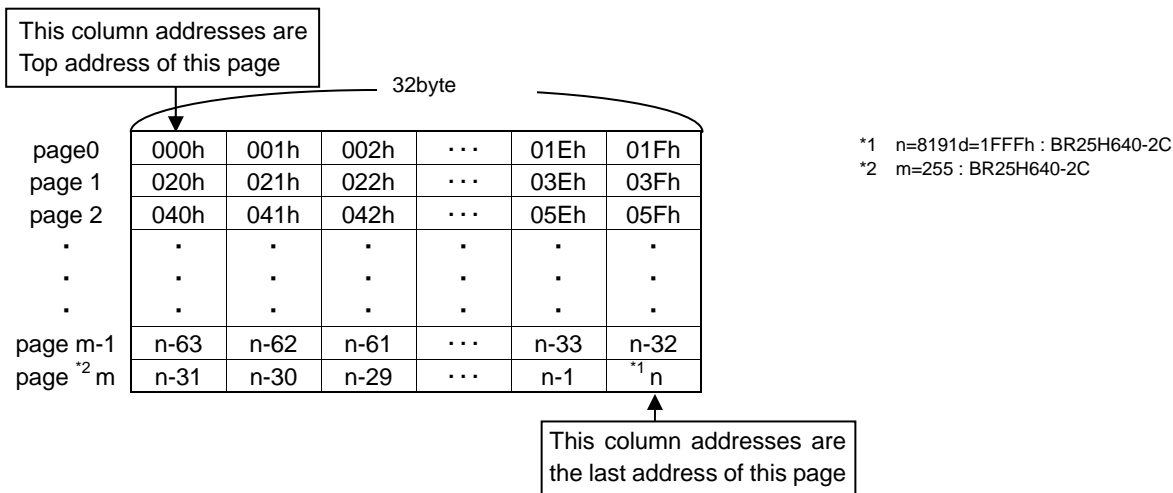 This column addresses are
Top address of this page
32byte
page0 000h 001h 002h ··· 01Eh 01Fh
page 1 020h 021h 022h ··· 03Eh 03Fh
page 2 040h 041h 042h ··· 05Eh 05Fh
· · · · · · ·
· · · · · · ·
· · · · · · ·
page m-1 n-63 n-62 n-61 ··· n-33 n-32
page *2 m n-31 n-30 n-29 ··· n-1 *1 n
*1 n=8191d=1FFFh : BR25H640-2C
*2 m=255 : BR25H640-2C
This column addresses are
the last address of this page